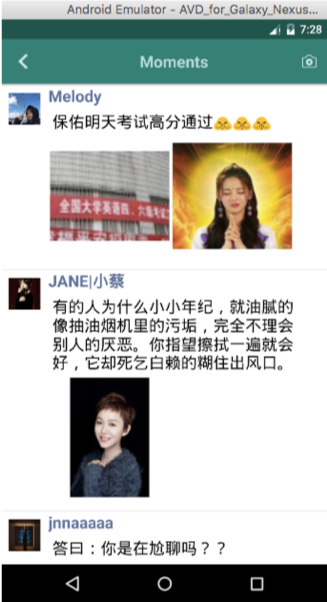 Android Emulator - AVD_for_Galaxy_Nexus...
7:28
Moments
Melody
保佑明天考试高分通过
全国大学英语四、六级考试
JANE|小蔡
有的人为什么小小年纪，就油腻的
像抽油烟机里的污垢，完全不理会
别人的厌恶。你指望擦拭一遍就会
好，它却死乞白赖的糊住出风口。
jnnaaaaa
答曰：你是在尬聊吗？？